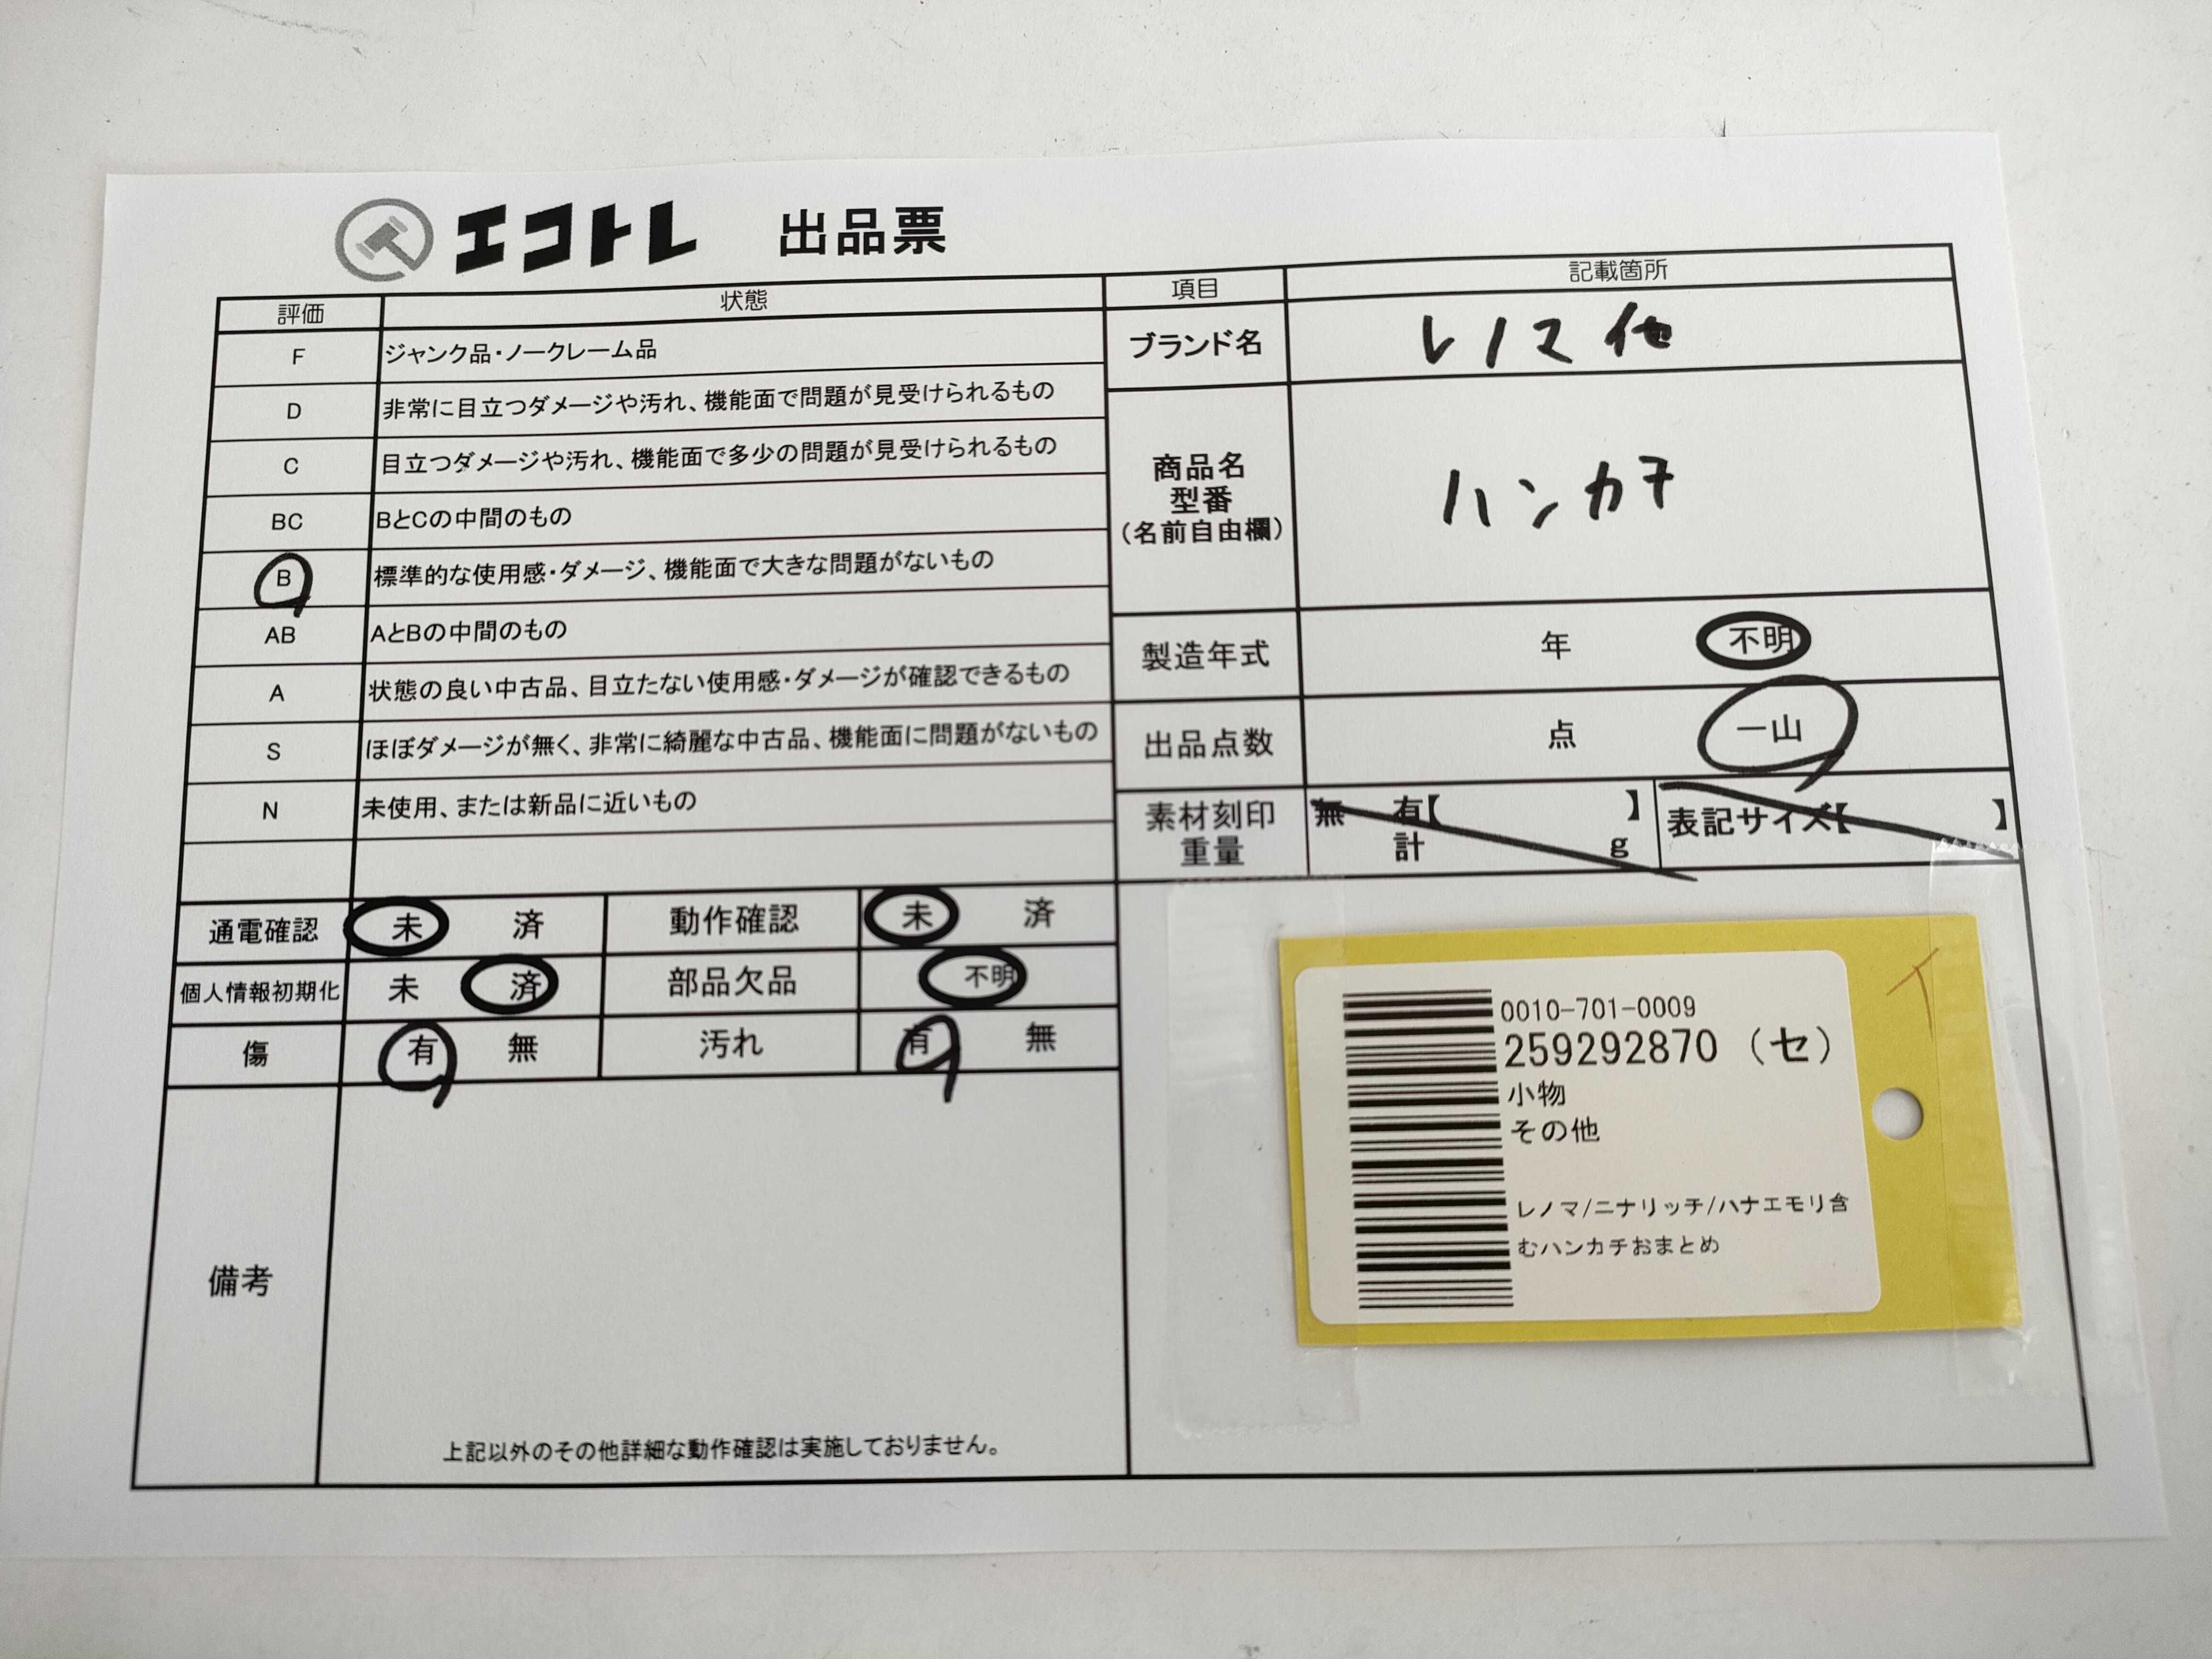 エコトレ 出品票
評価 状態
F ジャンク品・ノークレーム品
D 非常に目立つダメージや汚れ、機能面で問題が見受けられるもの
C 目立つダメージや汚れ、機能面で多少の問題が見受けられるもの
BC BとCの中間のもの
B 標準的な使用感・ダメージ、機能面で大きな問題がないもの
AB AとBの中間のもの
A 状態の良い中古品、目立たない使用感・ダメージが確認できるもの
S ほぼダメージが無く、非常に綺麗な中古品、機能面に問題がないもの
N 未使用、または新品に近いもの
通電確認 未 済 動作確認 未 済
個人情報初期化 未 済 部品欠品 不明
傷 有 無 汚れ 有 無
備考
上記以外のその他詳細な動作確認は実施しておりません。
項目 記載箇所
ブランド名 レノマ 他
商品名
型番
(名前自由欄)
ハンカチ
製造年式 年 不明
出品点数 点 一山
素材刻印 無 有【 】 表記サイズ【 】
重量 計 g
0010-701-0009
259292870 (セ)
小物
その他
レノマ/ニナリッチ/ハナエモリ含
むハンカチおまとめ